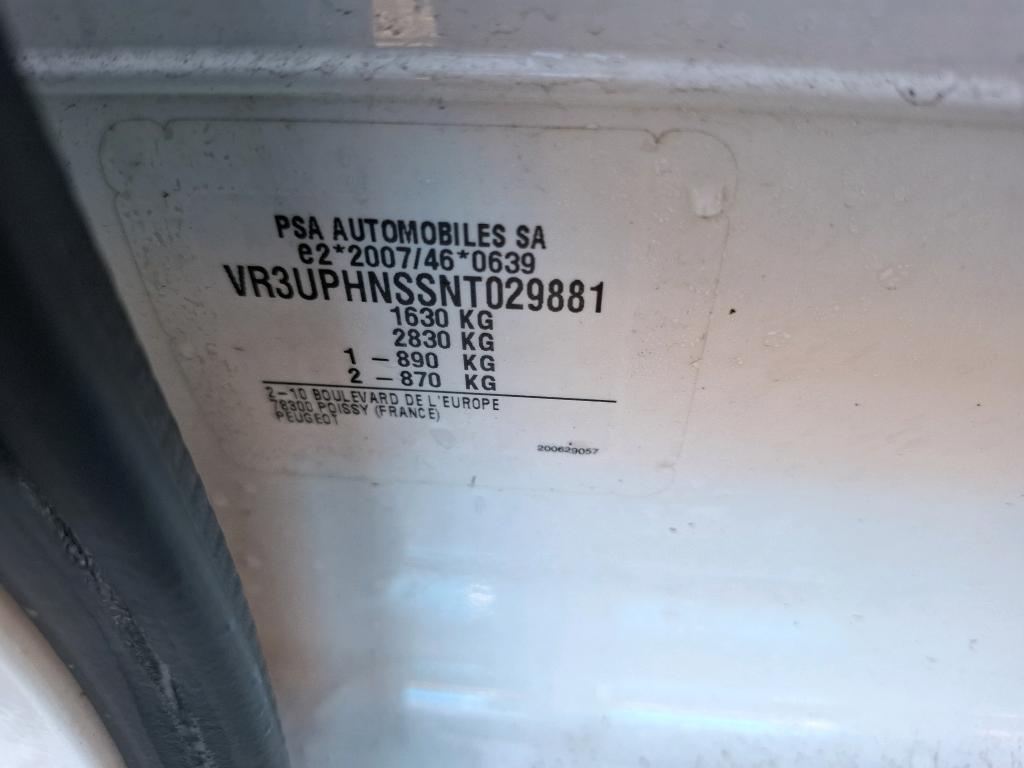 PSA AUTOMOBILES SA
e2*2007/46*0639
VR3UPHNSSNT029881
1630 KG
2830 KG
1 – 890 KG
2 – 870 KG
2–10 BOULEVARD DE L'EUROPE
78300 POISSY (FRANCE)
PEUGEOT
200629057